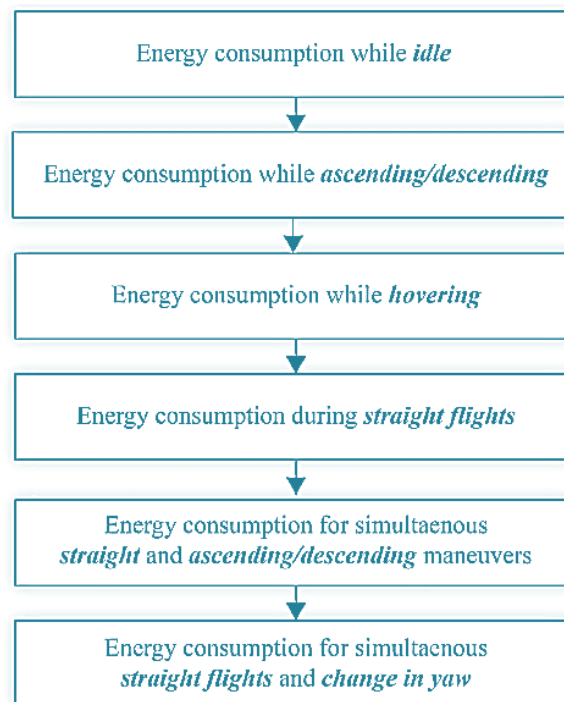 Energy consumption while idle
Energy consumption while ascending/descending
Energy consumption while hovering
Energy consumption during straight flights
Energy consumption for simultaenous
straight and ascending/descending maneuvers
Energy consumption for simultaenous
straight flights and change in yaw